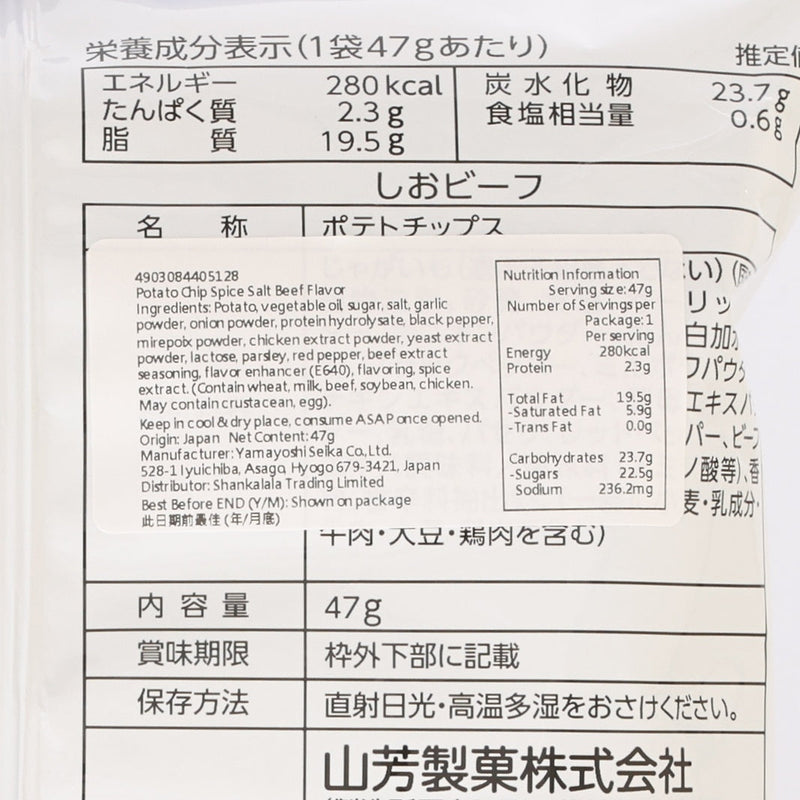 栄養成分表示(1袋47gあたり)
推定値
エネルギー 280kcal 炭水化物 23.7g
たんぱく質 2.3g 食塩相当量 0.6g
脂質 19.5g
しおビーフ
名称 ポテトチップス
4903084405128
Potato Chip Spice Salt Beef Flavor
Ingredients: Potato, vegetable oil, sugar, salt, garlic
powder, onion powder, protein hydrolysate, black pepper,
mirepoix powder, chicken extract powder, yeast extract
powder, lactose, parsley, red pepper, beef extract
seasoning, flavor enhancer (E640), flavoring, spice
extract. (Contain wheat, milk, beef, soybean, chicken.
May contain crustacean, egg).
Keep in cool & dry place, consume ASAP once opened.
Origin: Japan Net Content: 47g
Manufacturer: Yamayoshi Seika Co., Ltd.
528-1 Iyuichiba, Asago, Hyogo 679-3421, Japan
Distributor: Shankalala Trading Limited
Best Before END (Y/M): Shown on package
此日期前最佳 (年/月底)
Nutrition Information
Serving size: 47g
Number of Servings per
Package: 1
Per serving
Energy 280kcal
Protein 2.3g
Total Fat 19.5g
-Saturated Fat 5.9g
-Trans Fat 0.0g
Carbohydrates 23.7g
-Sugars 22.5g
Sodium 236.2mg
い)
リッ
白加
フパウ
エキス
パー、ビーフ
ノ酸等)、香
麦・乳成分・
牛肉・大豆・鶏肉を含む)
内容量 47g
賞味期限 枠外下部に記載
保存方法 直射日光・高温多湿をおさけください。
山芳製菓株式会社